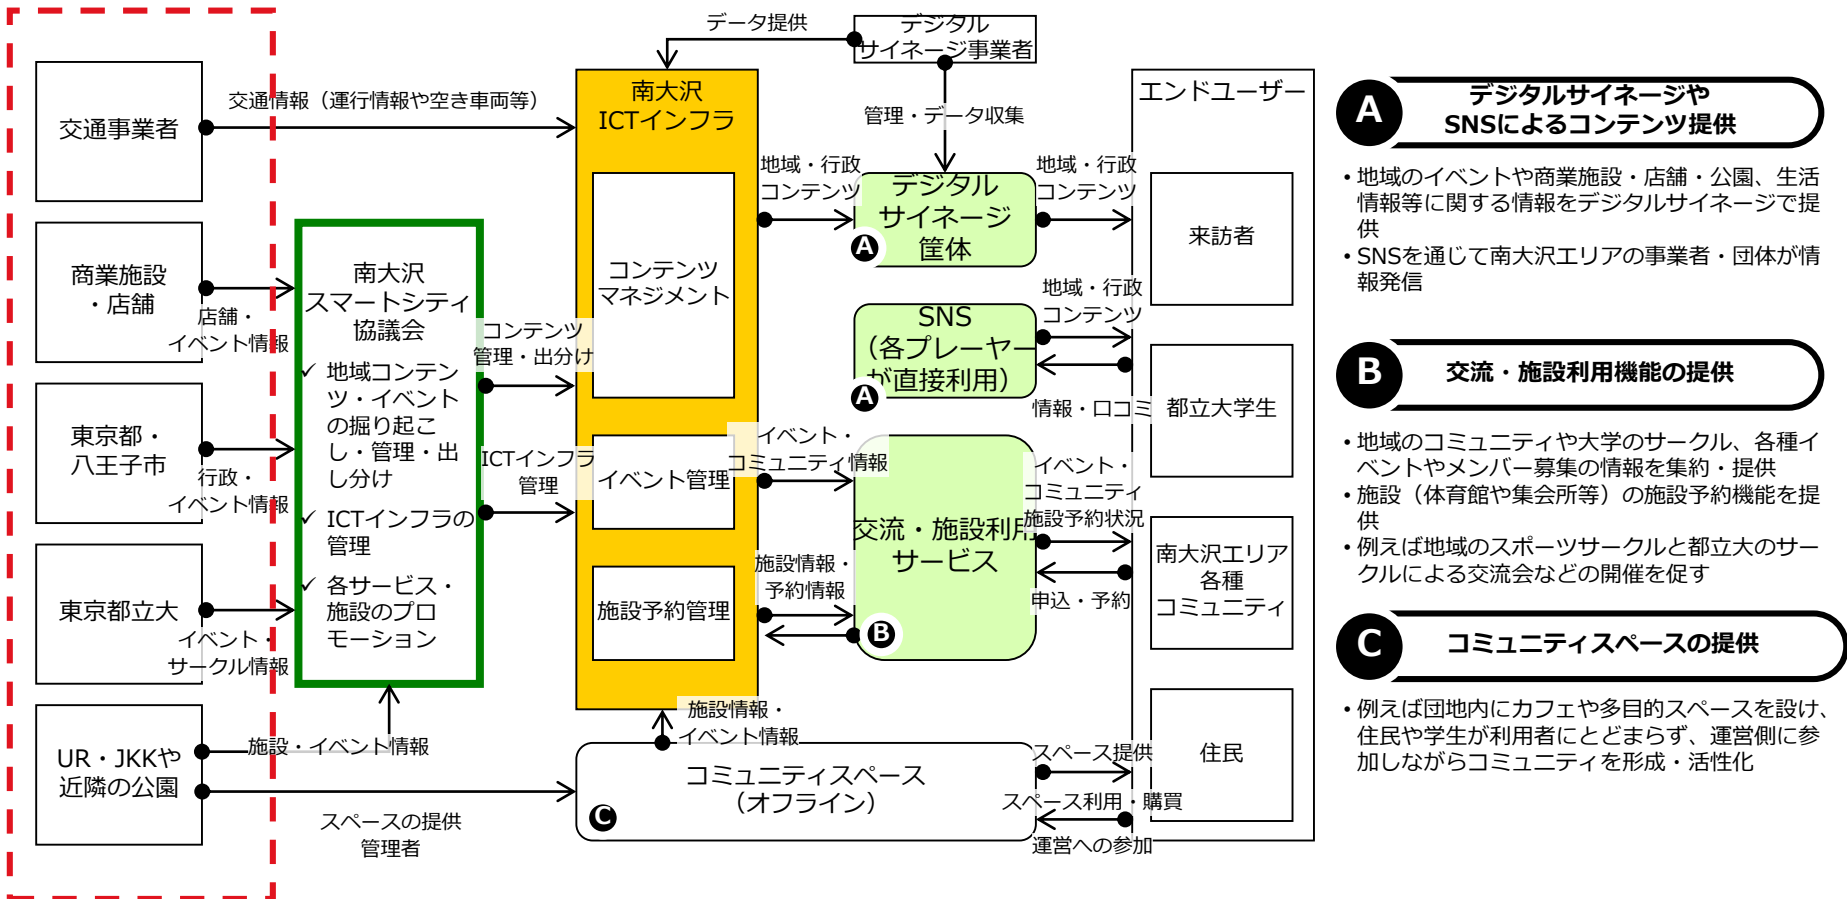 データ提供
デジタル
サイネージ事業者
交通事業者
交通情報（運行情報や空き車両等）
南大沢
ICTインフラ
管理・データ収集
エンドユーザー
商業施設
・店舗
店舗・
イベント情報
東京都・
八王子市
行政・
イベント情報
東京都立大
イベント・
サークル情報
UR・JKKや
近隣の公園
施設・イベント情報
スペースの提供
管理者
南大沢
スマートシティ
協議会
✓ 地域コンテン
ツ・イベント
の掘り起こ
し・管理・出
し分け
✓ ICTインフラの
管理
✓ 各サービス・
施設のプロ
モーション
コンテンツ
管理・出分け
ICTインフラ
管理
コンテンツ
マネジメント
イベント管理
施設予約管理
地域・行政
コンテンツ
イベント・
コミュニティ情報
施設情報・
予約情報
施設情報・
イベント情報
デジタル
サイネージ
筐体
A
SNS
（各プレーヤー
が直接利用）
A
交流・施設利用
サービス
B
コミュニティスペース
（オフライン）
C
地域・行政
コンテンツ
地域・行政
コンテンツ
情報・口コミ
イベント・
コミュニティ
施設予約状況
申込・予約
スペース提供
スペース利用・購買
運営への参加
来訪者
都立大学生
南大沢エリア
各種
コミュニティ
住民
A
デジタルサイネージや
SNSによるコンテンツ提供
・地域のイベントや商業施設・店舗・公園、生活
情報等に関する情報をデジタルサイネージで提
供
・SNSを通じて南大沢エリアの事業者・団体が情
報発信
B
交流・施設利用機能の提供
・地域のコミュニティや大学のサークル、各種イ
ベントやメンバー募集の情報を集約・提供
・施設（体育館や集会所等）の施設予約機能を提
供
・例えば地域のスポーツサークルと都立大のサー
クルによる交流会などの開催を促す
C
コミュニティスペースの提供
・例えば団地内にカフェや多目的スペースを設け、
住民や学生が利用者にとどまらず、運営側に参
加しながらコミュニティを形成・活性化